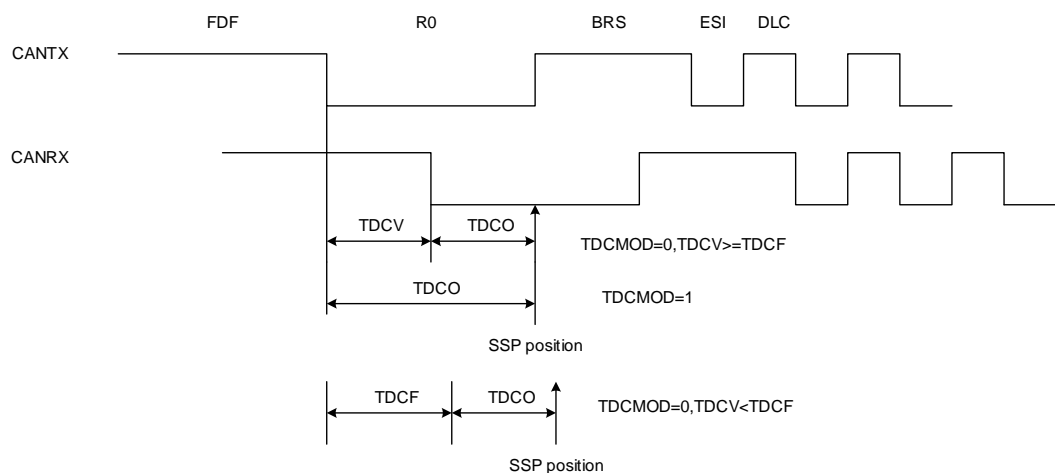 FDF R0 BRS ESI DLC
CANTX
CANRX
TDCV TDCO
TDCMOD=0,TDCV>=TDCF
TDCO TDCMOD=1
SSP position
TDCF TDCO TDCMOD=0,TDCV<TDCF
SSP position